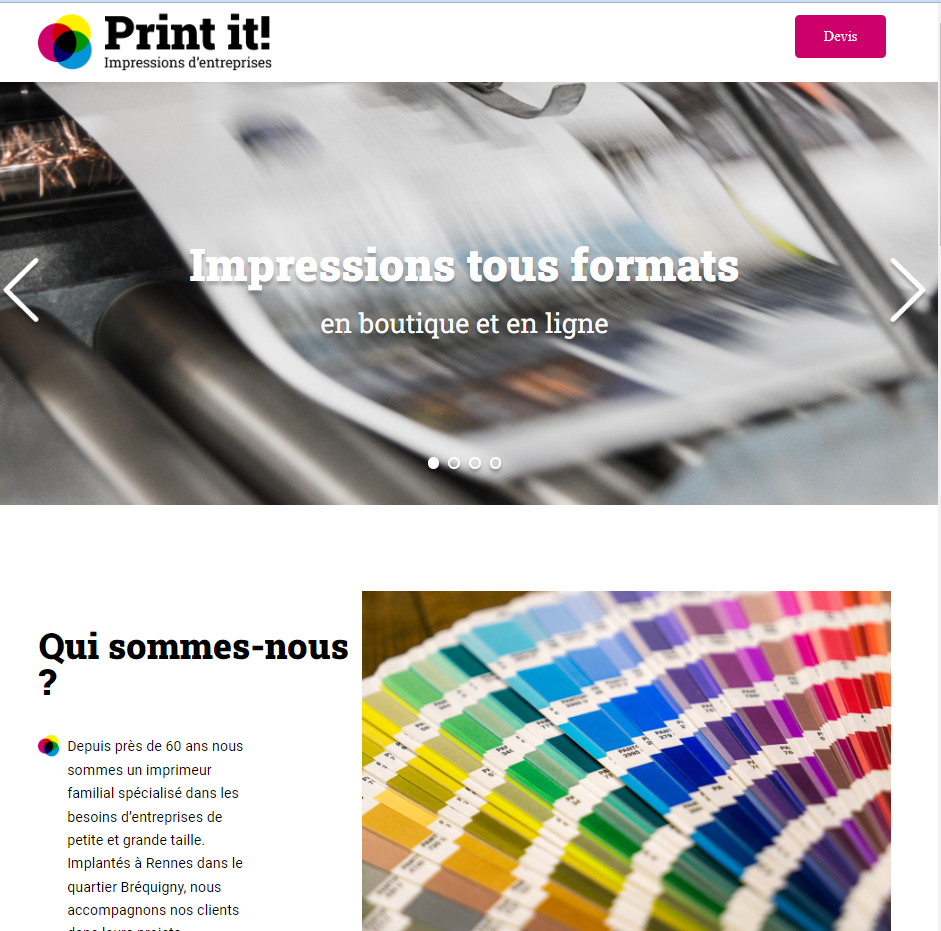 Print it!
Impressions d'entreprises
Devis
Impressions tous formats
en boutique et en ligne
Qui sommes-nous
?
Depuis près de 60 ans nous
sommes un imprimeur
familial spécialisé dans les
besoins d’entreprises de
petite et grande taille.
Implantés à Rennes dans le
quartier Bréquigny, nous
accompagnons nos clients